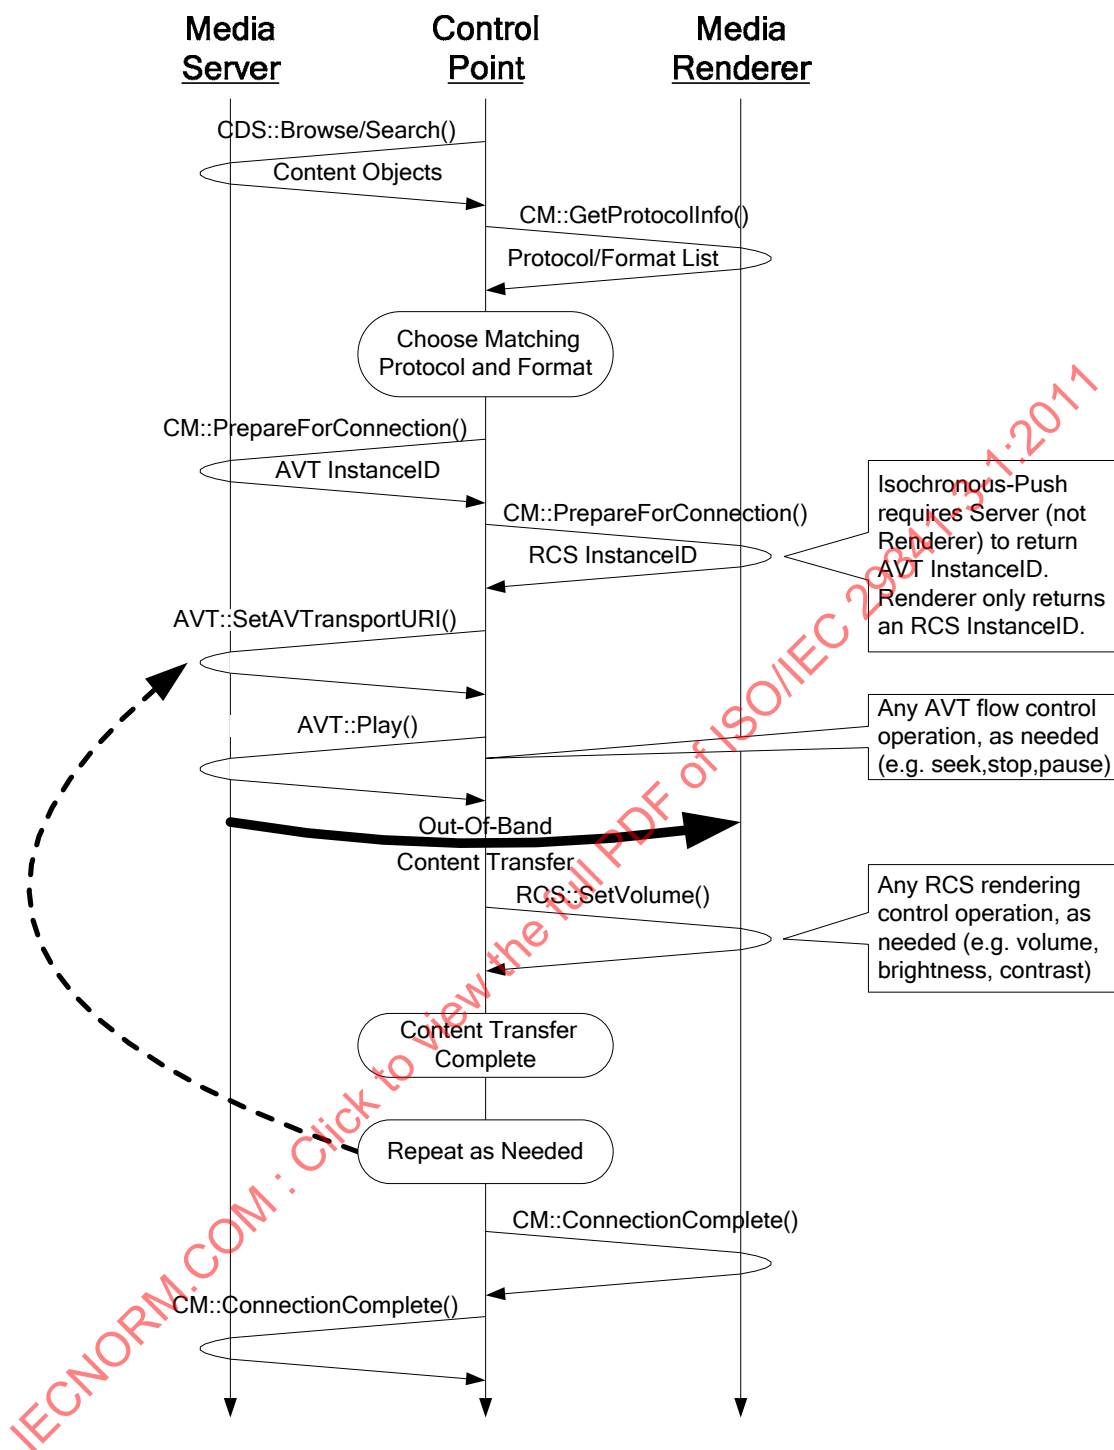 Media
Server
Control
Point
Media
Renderer
CDS::Browse/Search()
Content Objects
CM::GetProtocolInfo()
Protocol/Format List
Choose Matching
Protocol and Format
CM::PrepareForConnection()
AVT InstanceID
CM::PrepareForConnection()
RCS InstanceID
Isochronous-Push
requires Server (not
Renderer) to return
AVT InstanceID.
Renderer only returns
an RCS InstanceID.
AVT::SetAVTransportURI()
AVT::Play()
Any AVT flow control
operation, as needed
(e.g. seek,stop,pause)
Out-Of-Band
Content Transfer
RCS::SetVolume()
Any RCS rendering
control operation, as
needed (e.g. volume,
brightness, contrast)
Content Transfer
Complete
Repeat as Needed
CM::ConnectionComplete()
CM::ConnectionComplete()
IECNORM.COM : Click to view the full PDF of ISO/IEC 29341-3-1:2011